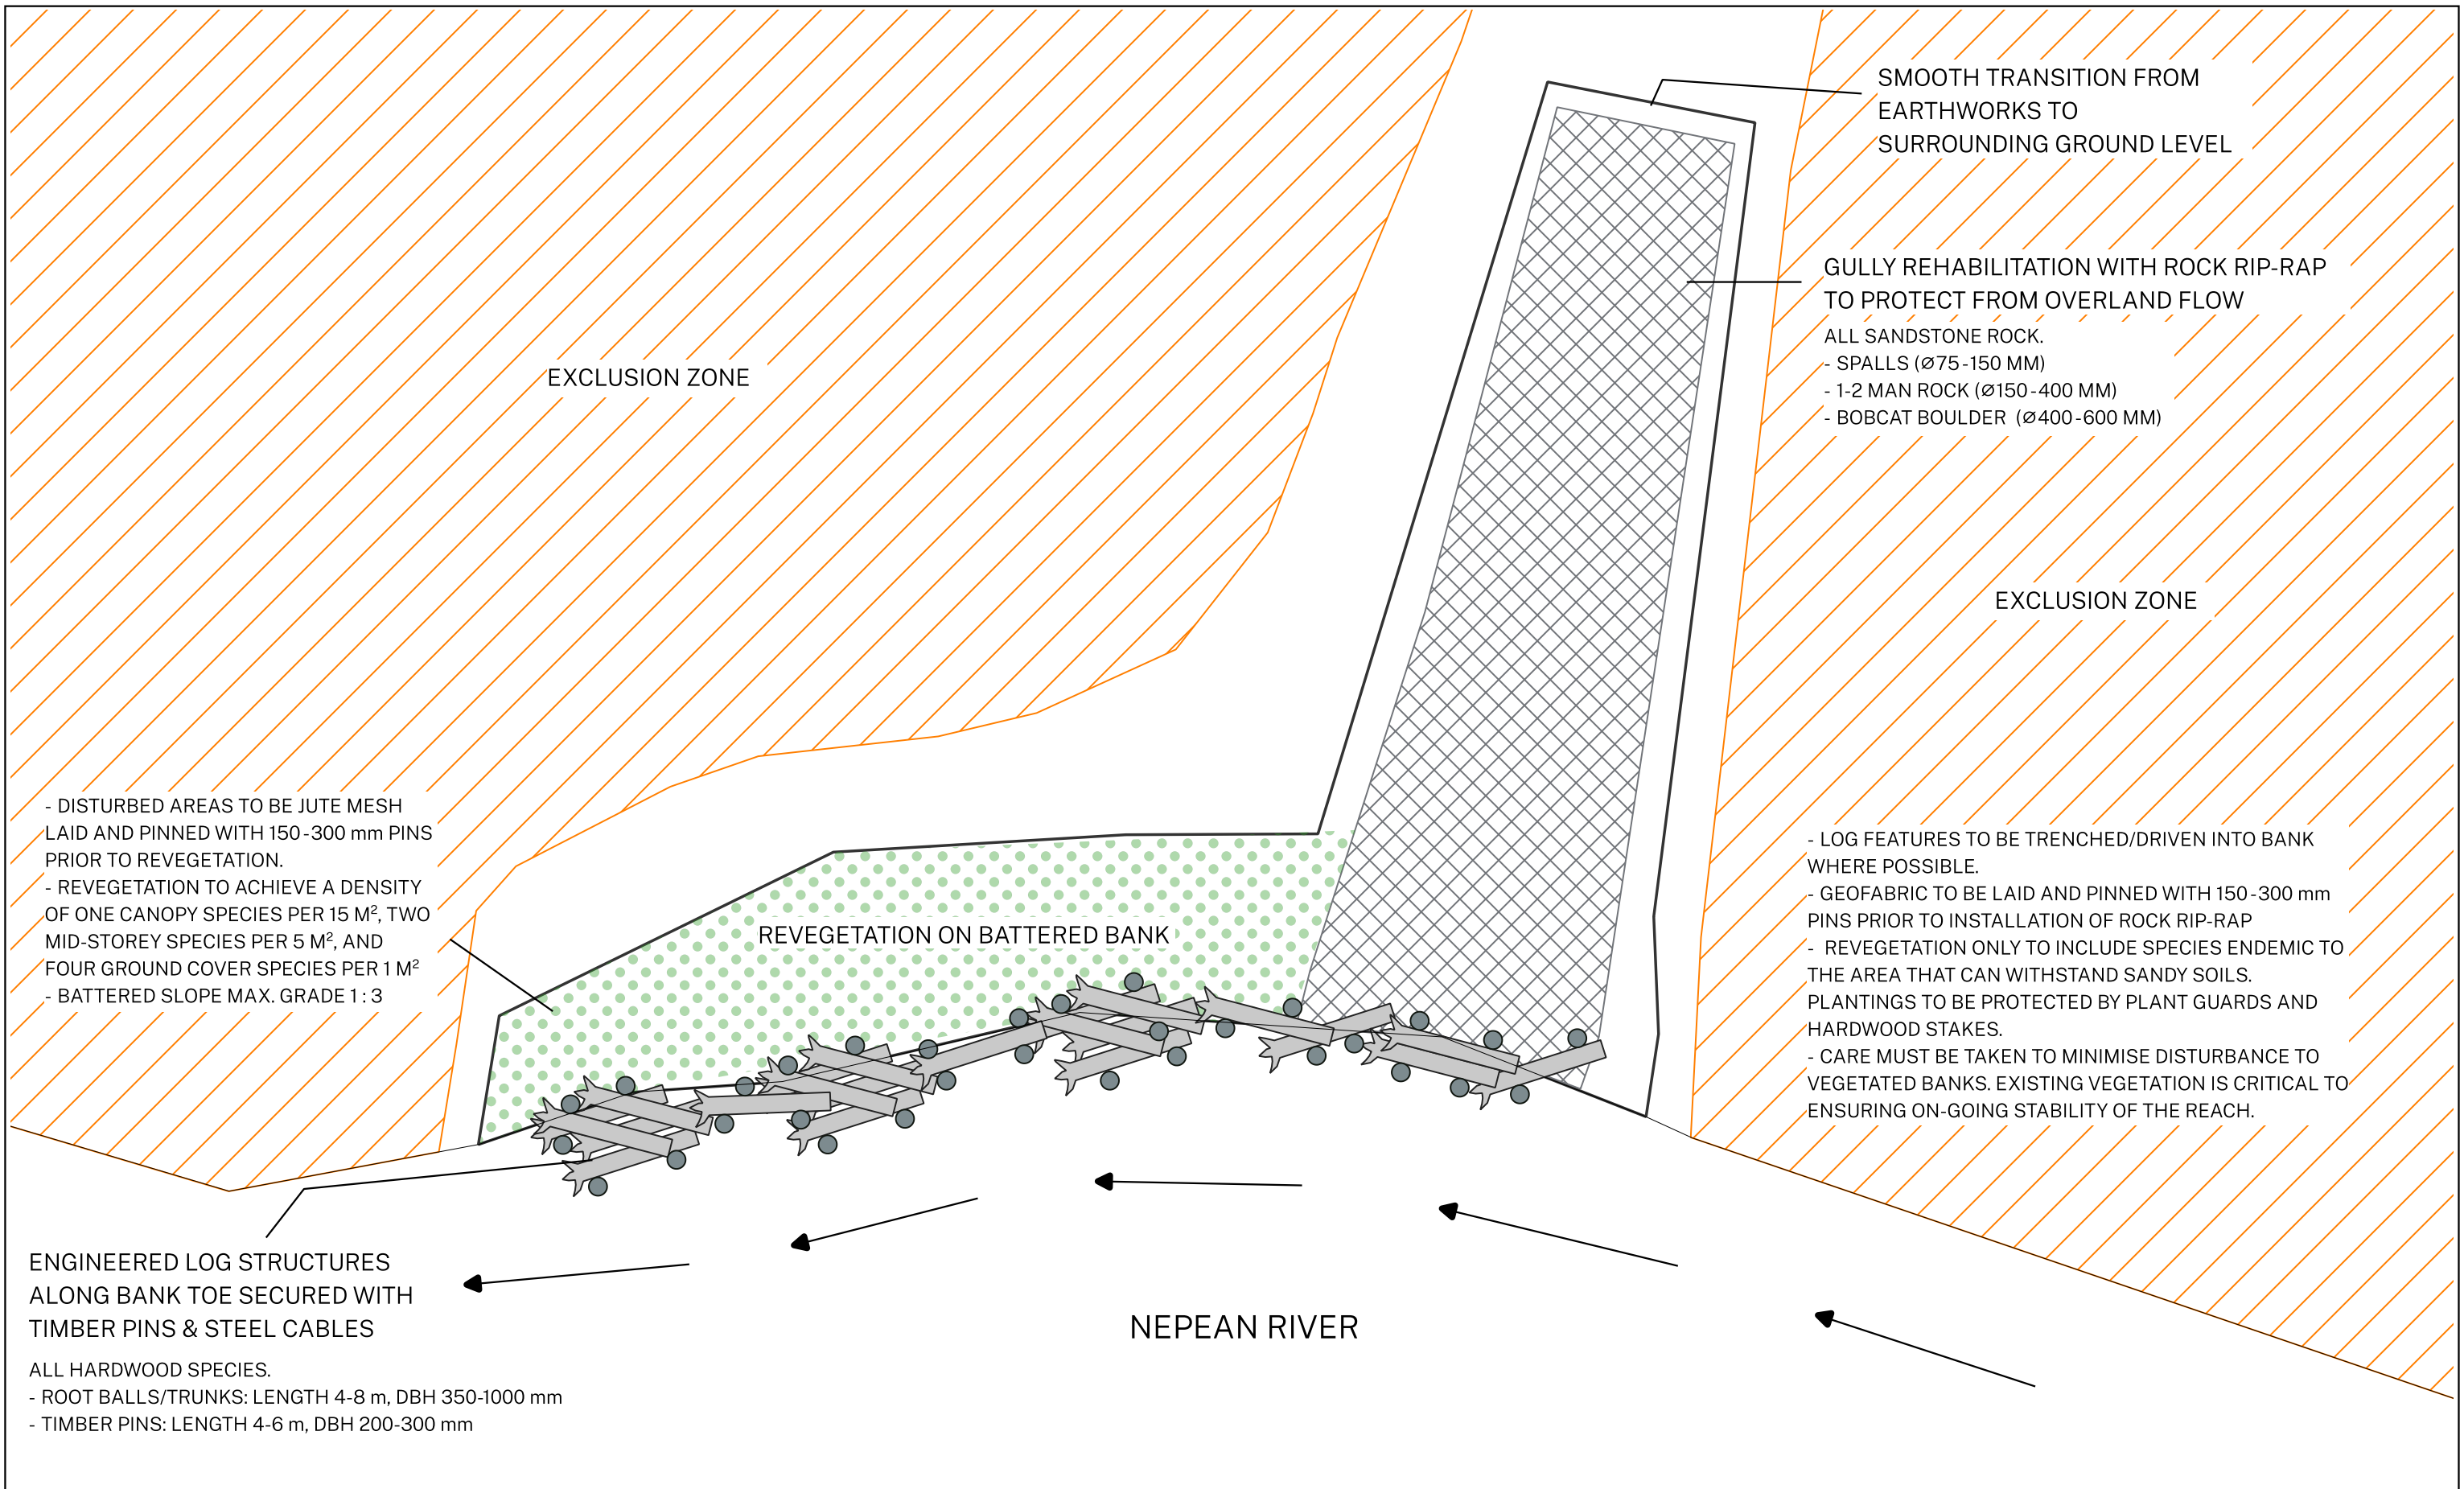 SMOOTH TRANSITION FROM
EARTHWORKS TO
SURROUNDING GROUND LEVEL
GULLY REHABILITATION WITH ROCK RIP-RAP
TO PROTECT FROM OVERLAND FLOW
ALL SANDSTONE ROCK.
- SPALLS (Ø75-150 MM)
- 1-2 MAN ROCK (Ø150-400 MM)
- BOBCAT BOULDER (Ø400-600 MM)
EXCLUSION ZONE
EXCLUSION ZONE
- DISTURBED AREAS TO BE JUTE MESH
LAID AND PINNED WITH 150-300 mm PINS
PRIOR TO REVEGETATION.
- REVEGETATION TO ACHIEVE A DENSITY
OF ONE CANOPY SPECIES PER 15 M², TWO
MID-STOREY SPECIES PER 5 M², AND
FOUR GROUND COVER SPECIES PER 1 M²
- BATTERED SLOPE MAX. GRADE 1 : 3
REVEGETATION ON BATTERED BANK
- LOG FEATURES TO BE TRENCHED/DRIVEN INTO BANK
WHERE POSSIBLE.
- GEOFABRIC TO BE LAID AND PINNED WITH 150-300 mm
PINS PRIOR TO INSTALLATION OF ROCK RIP-RAP
- REVEGETATION ONLY TO INCLUDE SPECIES ENDEMIC TO
THE AREA THAT CAN WITHSTAND SANDY SOILS.
PLANTINGS TO BE PROTECTED BY PLANT GUARDS AND
HARDWOOD STAKES.
- CARE MUST BE TAKEN TO MINIMISE DISTURBANCE TO
VEGETATED BANKS. EXISTING VEGETATION IS CRITICAL TO
ENSURING ON-GOING STABILITY OF THE REACH.
ENGINEERED LOG STRUCTURES
ALONG BANK TOE SECURED WITH
TIMBER PINS & STEEL CABLES
ALL HARDWOOD SPECIES.
- ROOT BALLS/TRUNKS: LENGTH 4-8 m, DBH 350-1000 mm
- TIMBER PINS: LENGTH 4-6 m, DBH 200-300 mm
NEPEAN RIVER